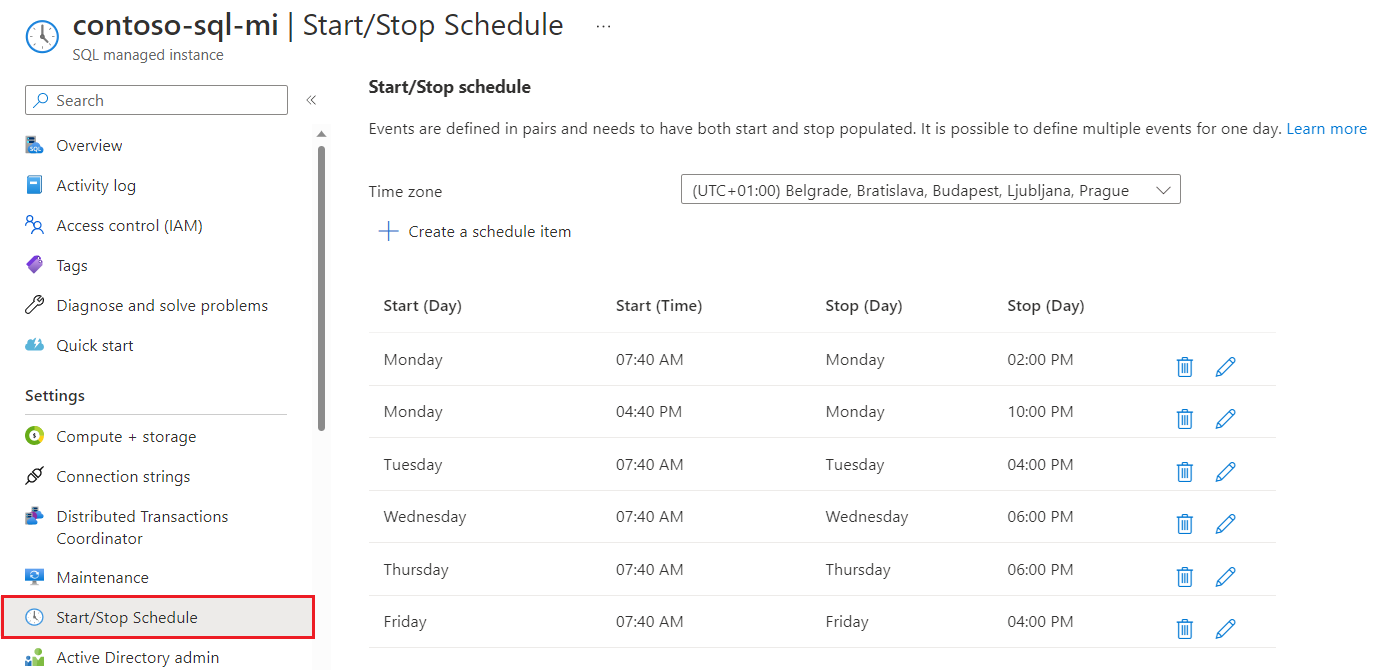 contoso-sql-mi | Start/Stop Schedule ...
SQL managed instance
Search «
Overview
Activity log
Access control (IAM)
Tags
Diagnose and solve problems
Quick start
Settings
Compute + storage
Connection strings
Distributed Transactions
Coordinator
Maintenance
Start/Stop Schedule
Active Directory admin
Start/Stop schedule
Events are defined in pairs and needs to have both start and stop populated. It is possible to define multiple events for one day. Learn more
Time zone (UTC+01:00) Belgrade, Bratislava, Budapest, Ljubljana, Prague
Create a schedule item
Start (Day) Start (Time) Stop (Day) Stop (Day)
Monday 07:40 AM Monday 02:00 PM
Monday 04:40 PM Monday 10:00 PM
Tuesday 07:40 AM Tuesday 04:00 PM
Wednesday 07:40 AM Wednesday 06:00 PM
Thursday 07:40 AM Thursday 06:00 PM
Friday 07:40 AM Friday 04:00 PM